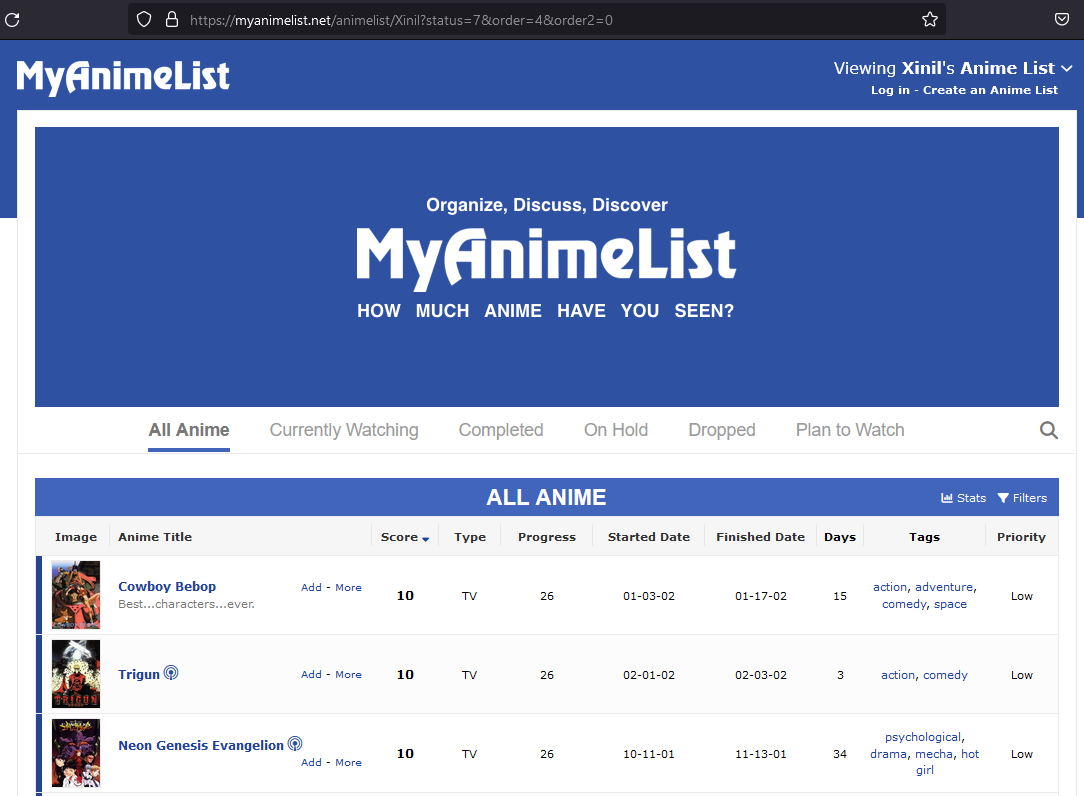 https://myanimelist.net/animelist/Xinil?status=7&order=4&order2=0
MyAnimeList
Viewing Xinil's Anime List
Log in - Create an Anime List
Organize, Discuss, Discover
MyAnimeList
HOW MUCH ANIME HAVE YOU SEEN?
All Anime Currently Watching Completed On Hold Dropped Plan to Watch
ALL ANIME
Stats Filters
Image Anime Title Score Type Progress Started Date Finished Date Days Tags Priority
Cowboy Bebop Add - More
Best...characters...ever.
10 TV 26 01-03-02 01-17-02 15
action, adventure,
comedy, space
Low
Trigun Add - More 10 TV 26 02-01-02 02-03-02 3 action, comedy Low
TRIGUN
Neon Genesis Evangelion
Add - More
10 TV 26 10-11-01 11-13-01 34
psychological,
drama, mecha, hot
girl
Low